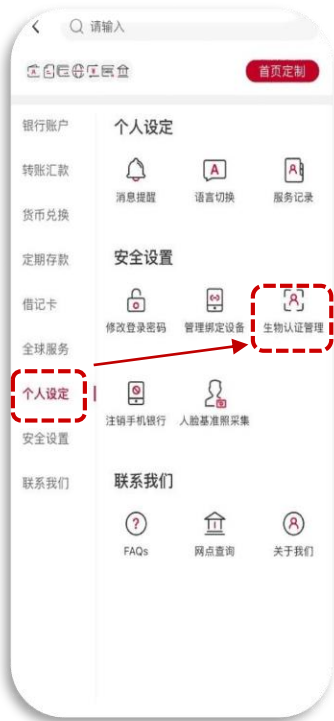 请输入
首页定制
银行账户
转账汇款
货币兑换
定期存款
借记卡
全球服务
个人设定
安全设置
联系我们
个人设定
消息提醒
A
语言切换
服务记录
安全设置
修改登录密码
管理绑定设备
生物认证管理
注销手机银行
人脸基准照采集
联系我们
?
FAQs
网点查询
关于我们